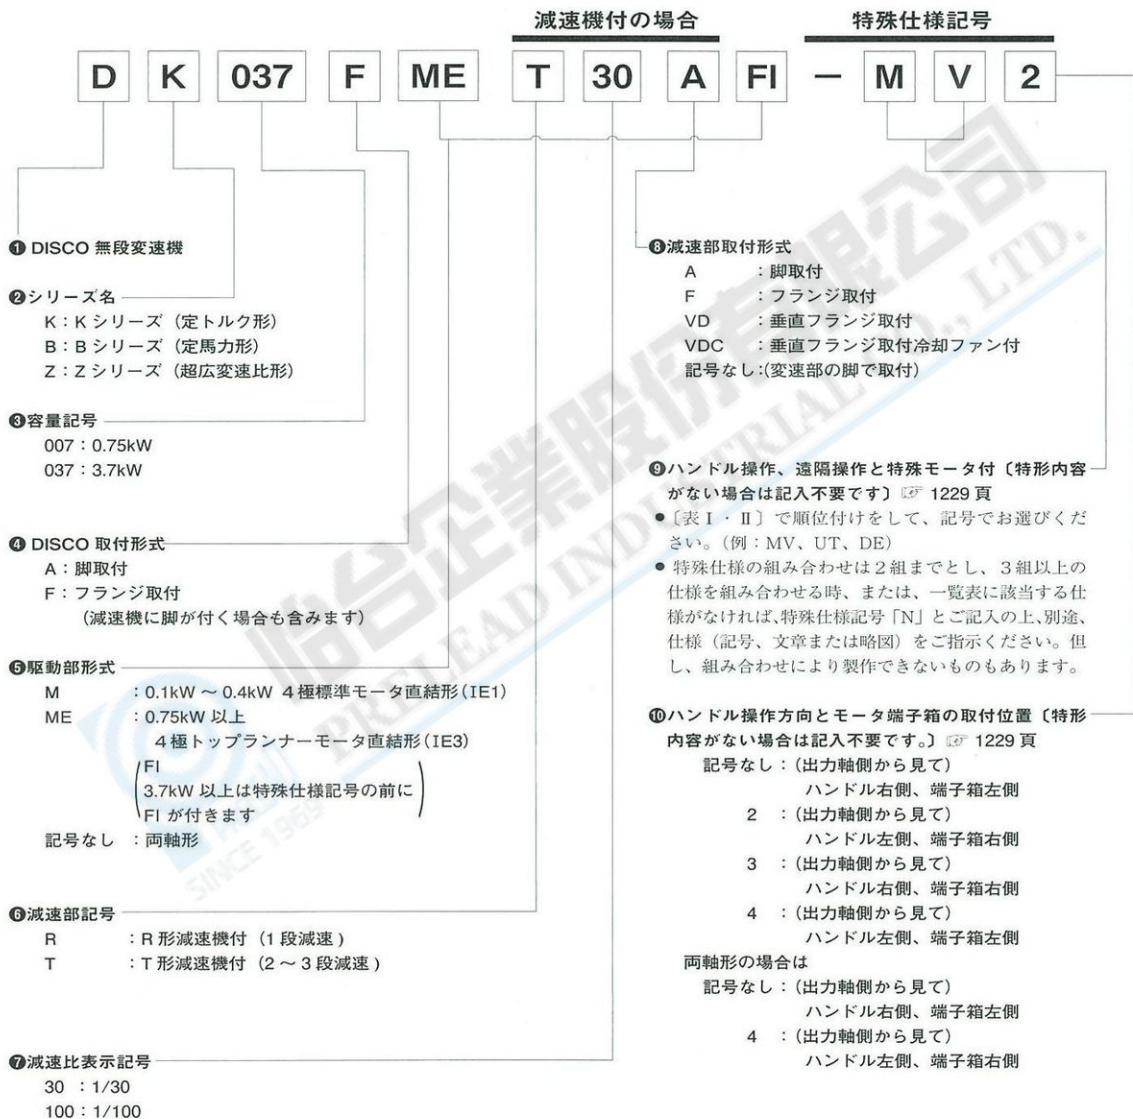 減速機付の場合
特殊仕様記号
D K 037 F ME T 30 A FI － M V 2
❶ DISCO 無段変速機
❷シリーズ名
K：K シリーズ（定トルク形）
B：B シリーズ（定馬力形）
Z：Z シリーズ（超広変速比形）
❸容量記号
007：0.75kW
037：3.7kW
❹ DISCO 取付形式
A：脚取付
F：フランジ取付
（減速機に脚が付く場合も含みます）
❺駆動部形式
M ：0.1kW ～ 0.4kW 4極標準モータ直結形(IE1)
ME ：0.75kW 以上
4極トップランナーモータ直結形(IE3)
FI
3.7kW 以上は特殊仕様記号の前に
FI が付きます
記号なし ：両軸形
❻減速部記号
R ：R 形減速機付（1 段減速）
T ：T 形減速機付（2 ～ 3 段減速）
❼減速比表示記号
30 ：1/30
100：1/100
❽減速部取付形式
A ：脚取付
F ：フランジ取付
VD ：垂直フランジ取付
VDC ：垂直フランジ取付冷却ファン付
記号なし:(変速部の脚で取付)
❾ハンドル操作、遠隔操作と特殊モータ付〔特形内容
がない場合は記入不要です〕☞ 1229 頁
●〔表Ⅰ・Ⅱ〕で順位付けをして、記号でお選びくだ
さい。（例：MV、UT、DE）
● 特殊仕様の組み合わせは２組までとし、３組以上の
仕様を組み合わせる時、または、一覧表に該当する仕
様がなければ、特殊仕様記号「N」とご記入の上、別途、
仕様（記号、文章または略図）をご指示ください。但
し、組み合わせにより製作できないものもあります。
❿ハンドル操作方向とモータ端子箱の取付位置〔特形
内容がない場合は記入不要です。〕☞ 1229 頁
記号なし：(出力軸側から見て)
ハンドル右側、端子箱左側
2 ：(出力軸側から見て)
ハンドル左側、端子箱右側
3 ：(出力軸側から見て)
ハンドル右側、端子箱右側
4 ：(出力軸側から見て)
ハンドル左側、端子箱左側
両軸形の場合は
記号なし：(出力軸側から見て)
ハンドル右側、端子箱左側
4 ：(出力軸側から見て)
ハンドル左側、端子箱右側
怡台企業股份有限公司
PRELEAD INDUSTRIAL CO., LTD.
SINCE 1969